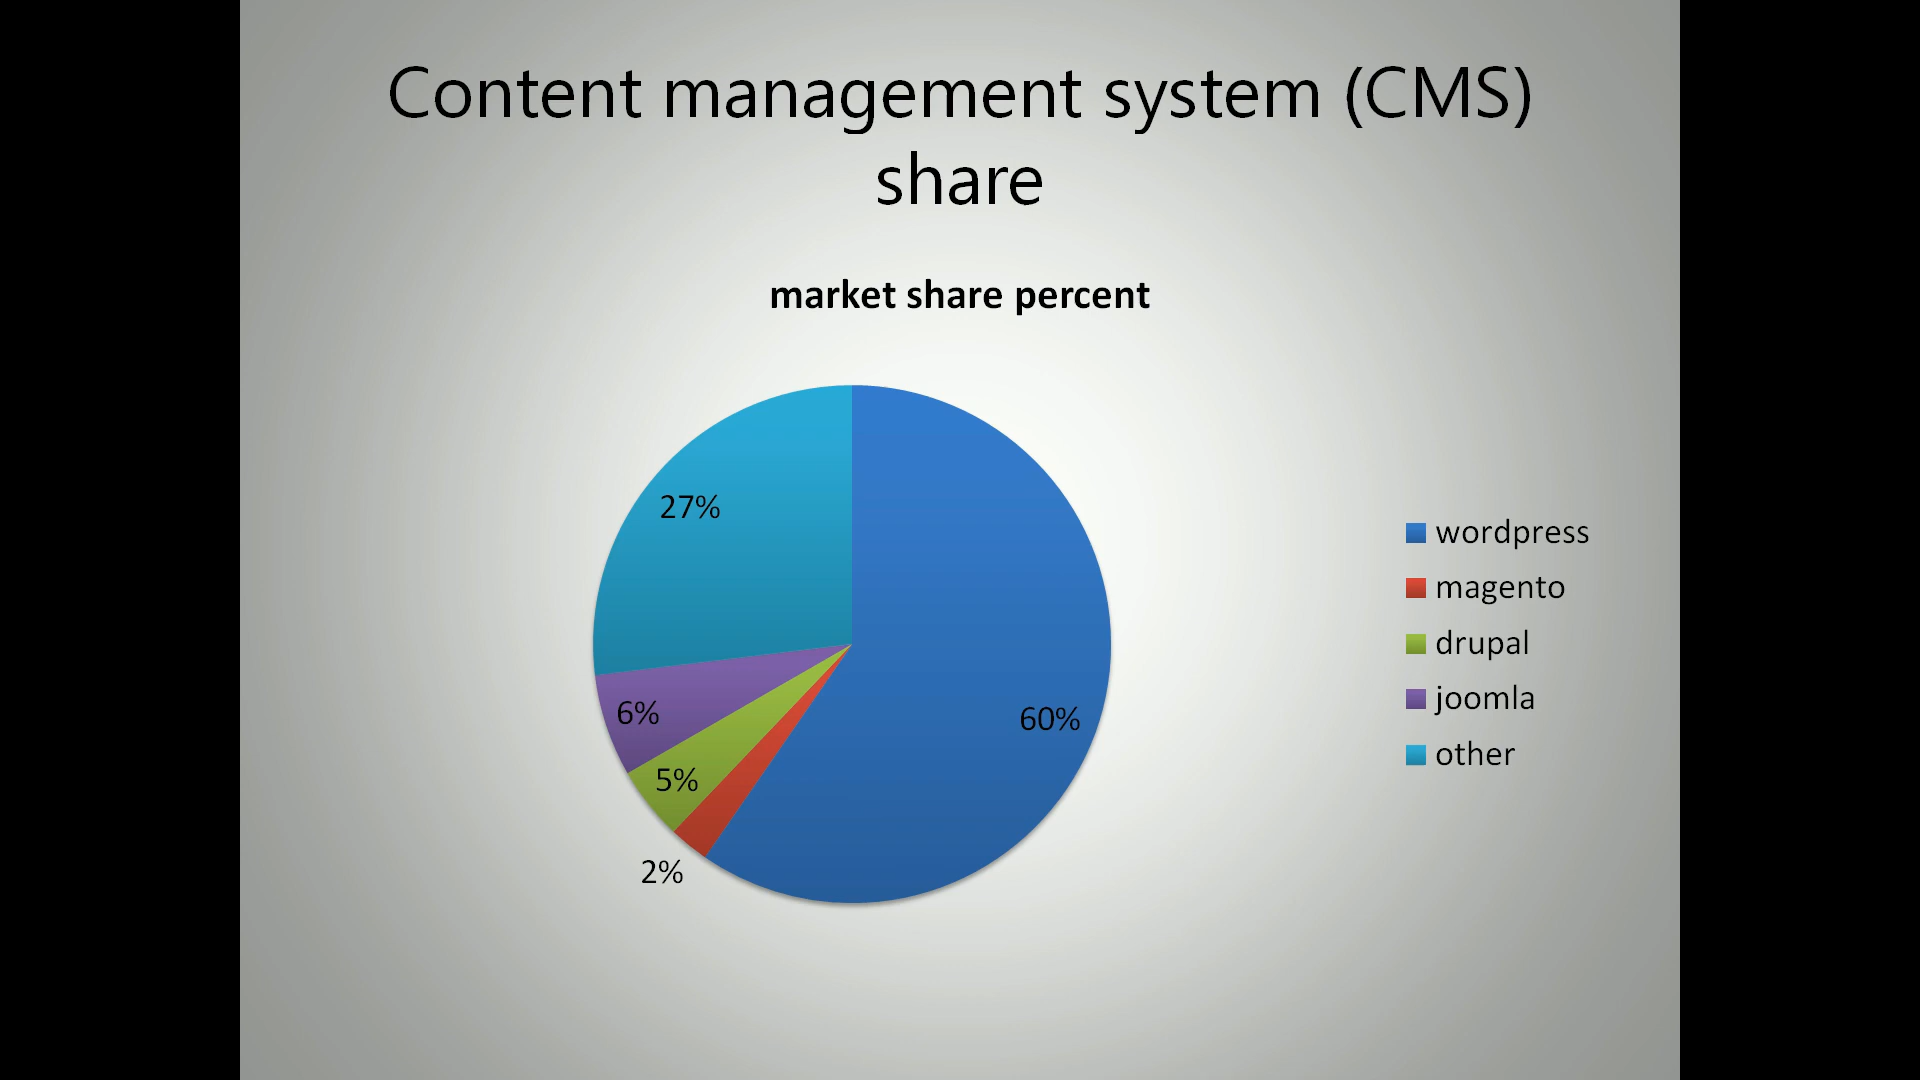 Content management system (CMS)
share
market share percent
27%
6%
5%
2%
60%
wordpress
magento
drupal
joomla
other